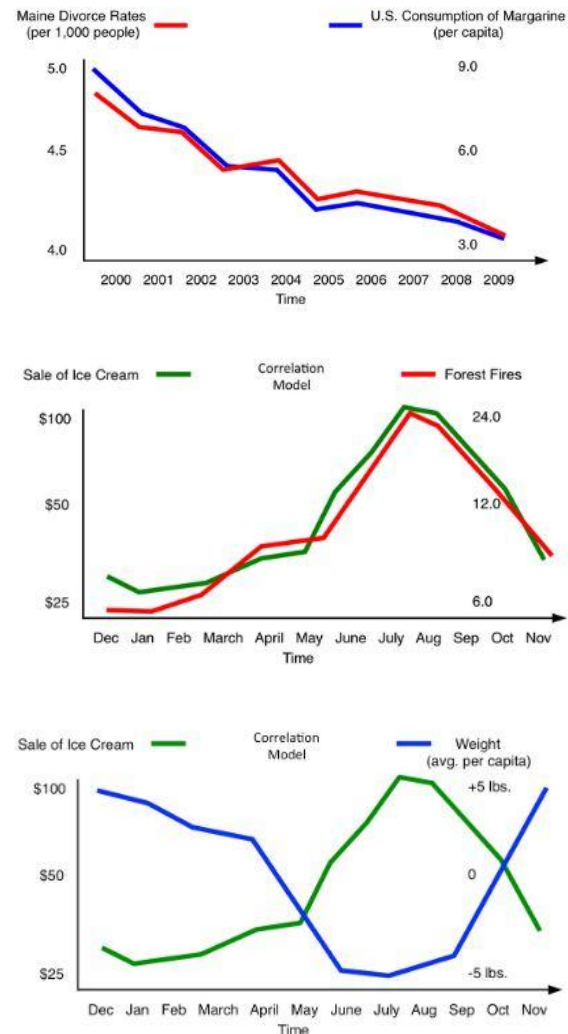 Maine Divorce Rates
(per 1,000 people)
U.S. Consumption of Margarine
(per capita)
5.0
9.0
4.5
6.0
4.0
3.0
2000 2001 2002 2003 2004 2005 2006 2007 2008 2009
Time
Sale of Ice Cream
Correlation
Model
Forest Fires
$100
24.0
$50
12.0
$25
6.0
Dec Jan Feb March April May June July Aug Sep Oct Nov
Time
Sale of Ice Cream
Correlation
Model
Weight
(avg. per capita)
$100
+5 lbs.
$50
0
$25
-5 lbs.
Dec Jan Feb March April May June July Aug Sep Oct Nov
Time